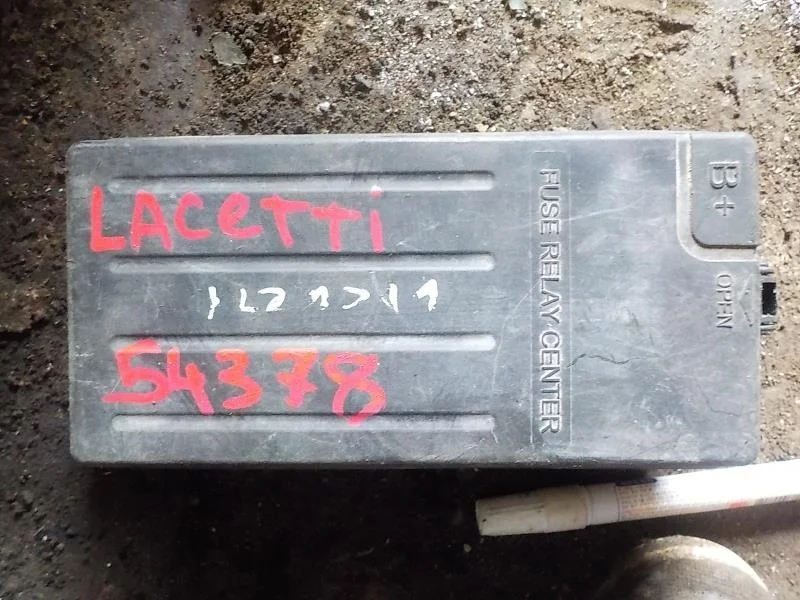 LACETTI
54378
FUSE RELAY CENTER
B+
OPEN